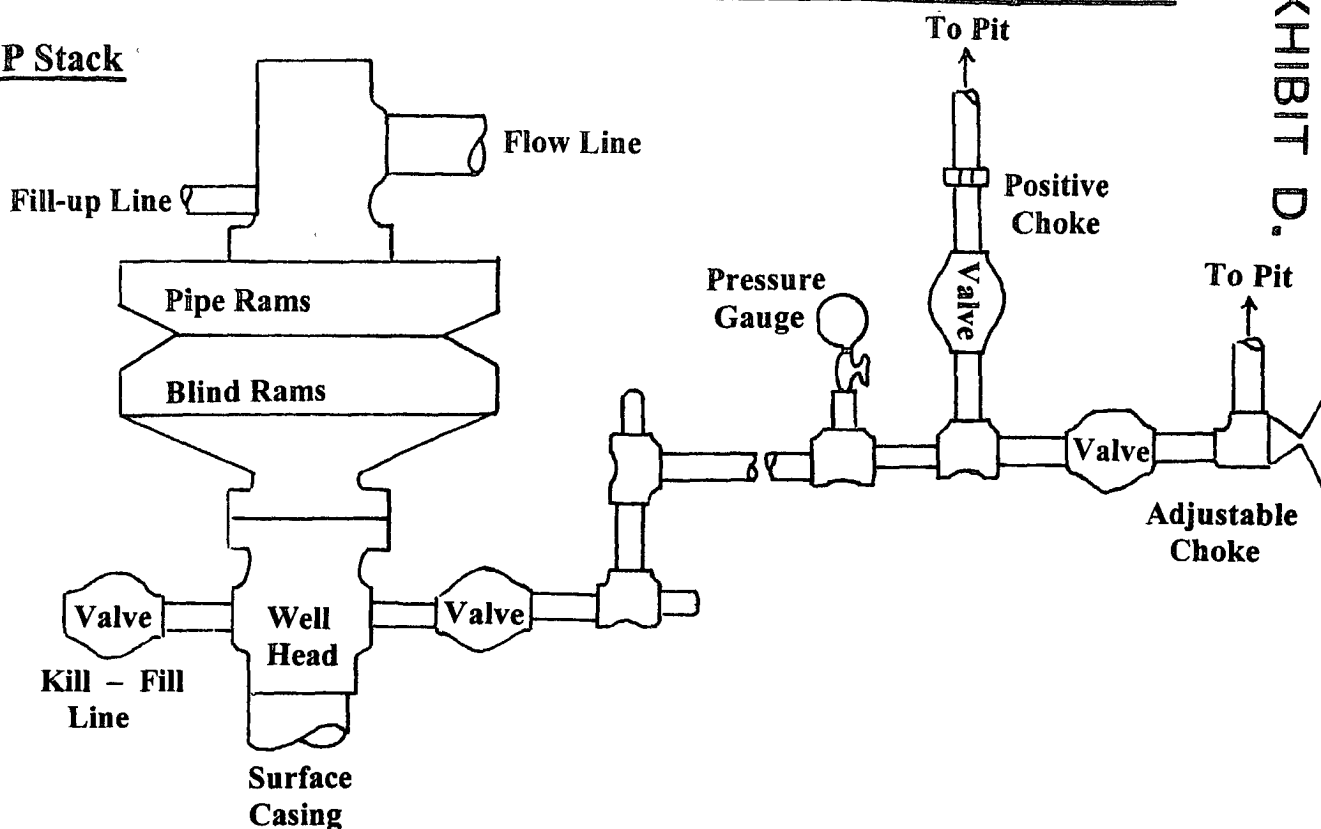 P Stack
To Pit
KHIBIT D.
Flow Line
Fill-up Line
Positive
Choke
Pipe Rams
Pressure
Gauge
Valve
To Pit
Blind Rams
Valve
Adjustable
Choke
Valve
Well
Head
Valve
Kill – Fill
Line
Surface
Casing